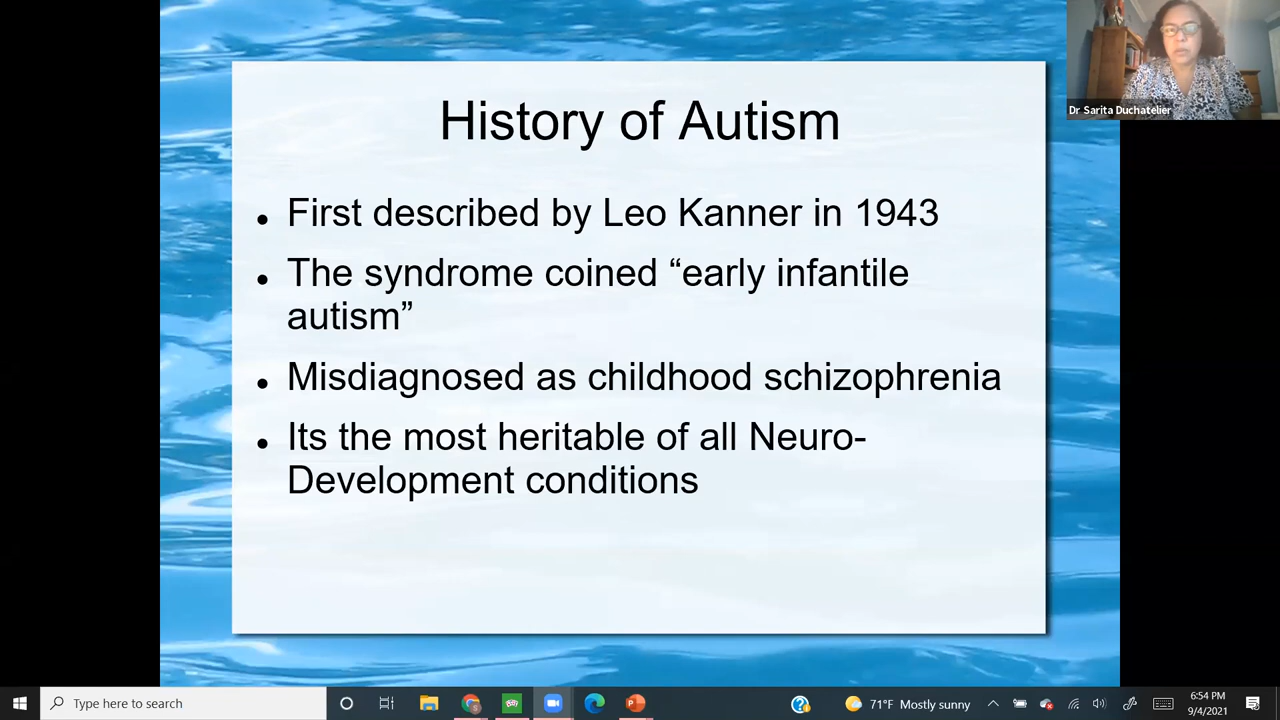 Dr Sarita Duchatelier
History of Autism
• First described by Leo Kanner in 1943
• The syndrome coined “early infantile
autism”
• Misdiagnosed as childhood schizophrenia
• Its the most heritable of all Neuro-
Development conditions
Type here to search
71°F Mostly sunny
6:54 PM
9/4/2021